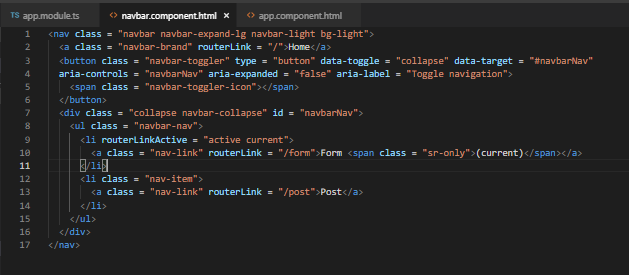 app.module.ts navbar.component.html × app.component.html
1 <nav class = "navbar navbar-expand-lg navbar-light bg-light">
2 <a class = "navbar-brand" routerLink = "/">Home</a>
3 <button class = "navbar-toggler" type = "button" data-toggle = "collapse" data-target = "#navbarNav"
4 aria-controls = "navbarNav" aria-expanded = "false" aria-label = "Toggle navigation">
5 <span class = "navbar-toggler-icon"></span>
6 </button>
7 <div class = "collapse navbar-collapse" id = "navbarNav">
8 <ul class = "navbar-nav">
9 <li routerLinkActive = "active current">
10 <a class = "nav-link" routerLink = "/form">Form <span class = "sr-only">(current)</span></a>
11 </li>
12 <li class = "nav-item">
13 <a class = "nav-link" routerLink = "/post">Post</a>
14 </li>
15 </ul>
16 </div>
17 </nav>